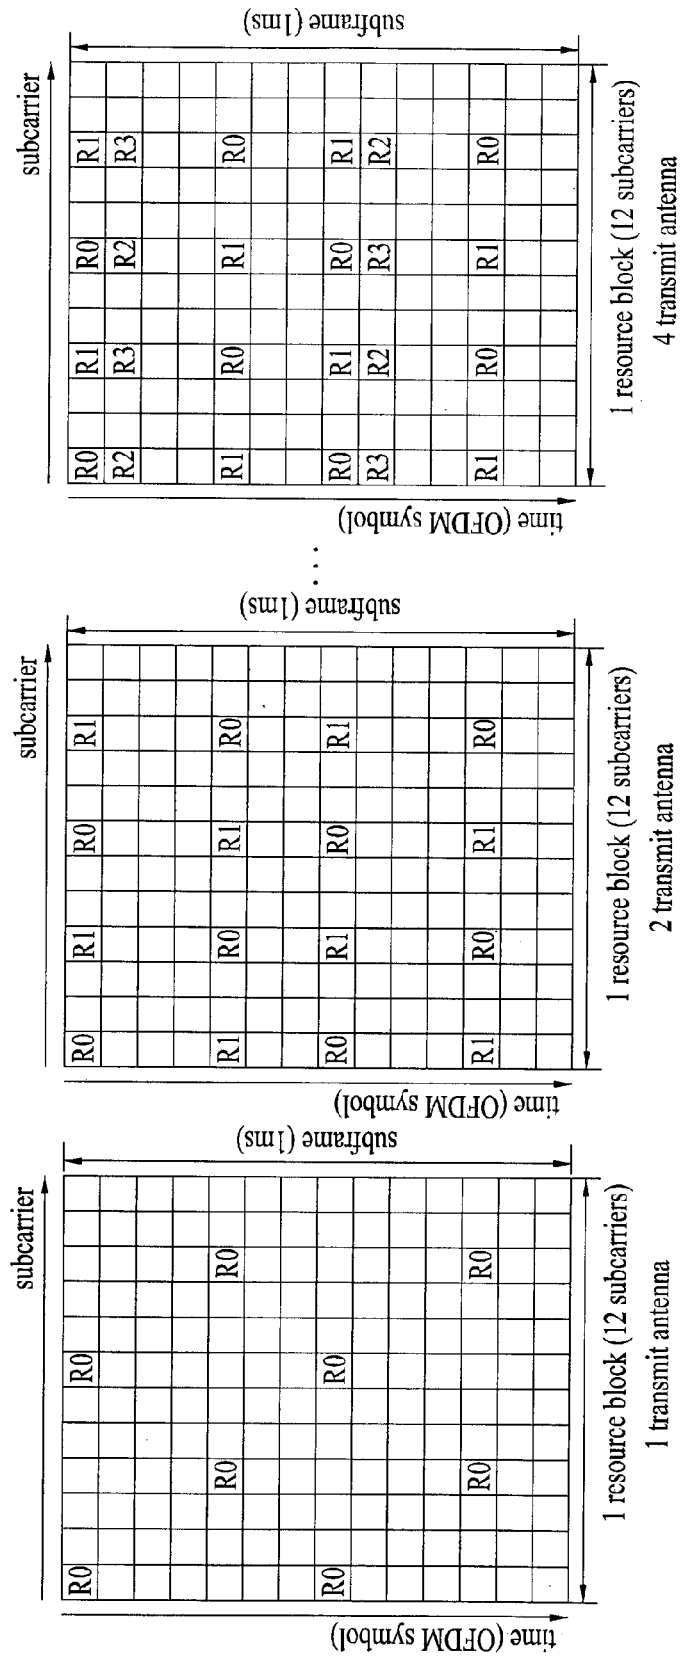 subcarrier
time (OFDM symbol)
R0 R0
R0 R0
R0 R0
R0 R0
subframe (1ms)
1 resource block (12 subcarriers)
1 transmit antenna
subcarrier
time (OFDM symbol)
R0 R1 R0 R1
R1 R0 R1 R0
R0 R1 R0 R1
R1 R0 R1 R0
subframe (1ms)
1 resource block (12 subcarriers)
2 transmit antenna
...
subcarrier
time (OFDM symbol)
R0 R1 R0 R1
R2 R3 R2 R3
R1 R0 R1 R0
R0 R1 R0 R1
R3 R2 R3 R2
R1 R0 R1 R0
subframe (1ms)
1 resource block (12 subcarriers)
4 transmit antenna